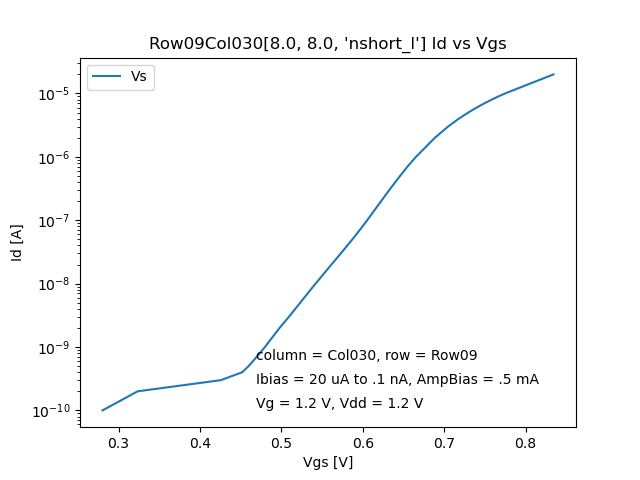 Row09Col030[8.0, 8.0, 'nshort_l'] Id vs Vgs
Vs
10⁻⁵
10⁻⁶
10⁻⁷
10⁻⁸
10⁻⁹
10⁻¹⁰
Id [A]
column = Col030, row = Row09
Ibias = 20 uA to .1 nA, AmpBias = .5 mA
Vg = 1.2 V, Vdd = 1.2 V
0.3 0.4 0.5 0.6 0.7 0.8
Vgs [V]